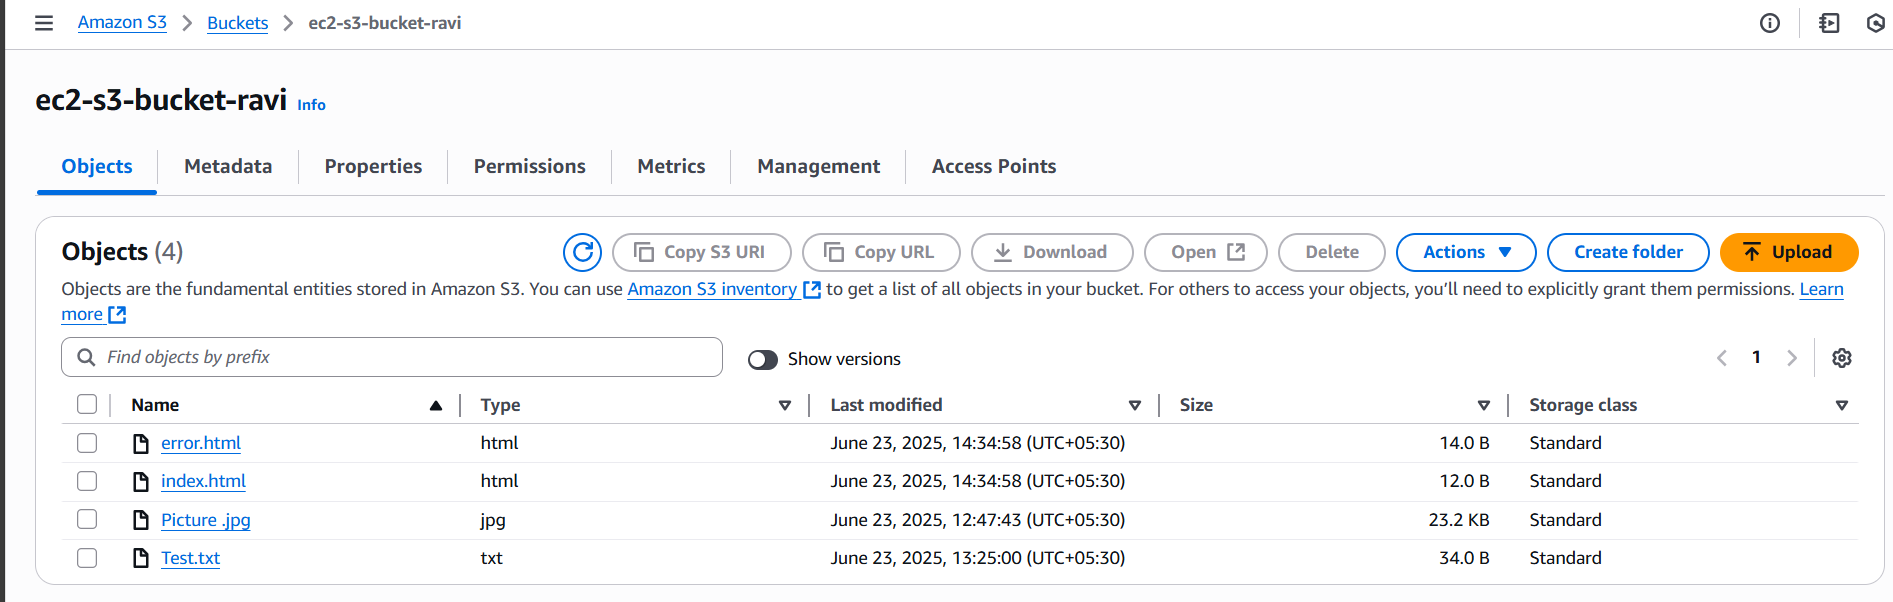 Amazon S3 > Buckets > ec2-s3-bucket-ravi
ec2-s3-bucket-ravi Info
Objects Metadata Properties Permissions Metrics Management Access Points
Objects (4) Copy S3 URI Copy URL Download Open Delete Actions Create folder Upload
Objects are the fundamental entities stored in Amazon S3. You can use Amazon S3 inventory to get a list of all objects in your bucket. For others to access your objects, you’ll need to explicitly grant them permissions. Learn
more
Find objects by prefix Show versions 1
Name Type Last modified Size Storage class
error.html html June 23, 2025, 14:34:58 (UTC+05:30) 14.0 B Standard
index.html html June 23, 2025, 14:34:58 (UTC+05:30) 12.0 B Standard
Picture .jpg jpg June 23, 2025, 12:47:43 (UTC+05:30) 23.2 KB Standard
Test.txt txt June 23, 2025, 13:25:00 (UTC+05:30) 34.0 B Standard